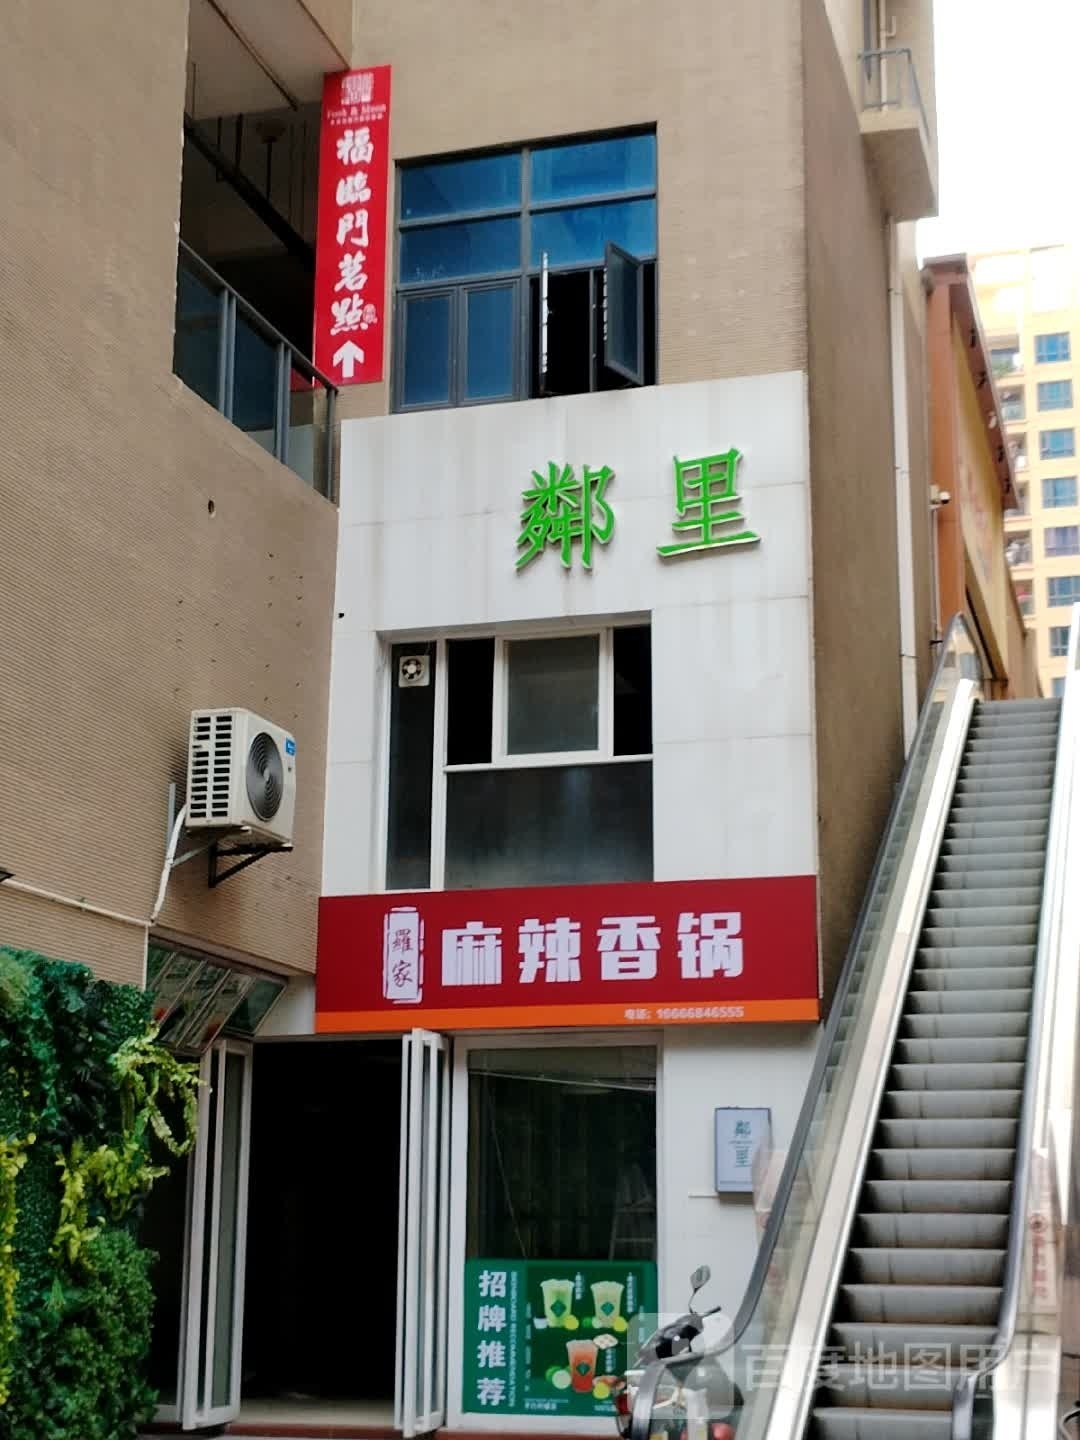 Fook & Moon
福临門茗點
鄰里
羅家
麻辣香锅
电话：16666846555
鄰里
招牌推荐
百度地图用户